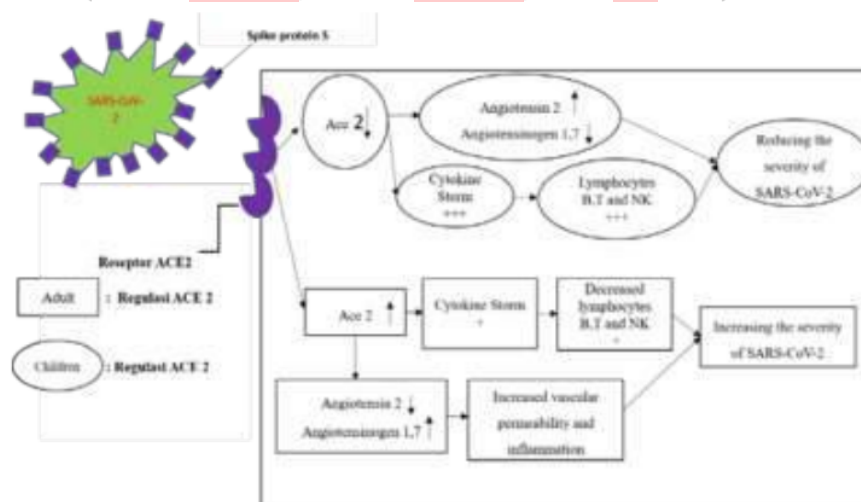 Spike protein S
SARS-CoV-
2
Ace 2 ↓
Angiotensin 2 ↑
Angiotensinogen 1,7 ↓
Reducing the
severity of
SARS-CoV-2
Cytokine
Storm
+++
Lymphocytes
B.T and NK
+++
Reseptor ACE2
Adult : Regulasi ACE 2
Children : Regulasi ACE 2
Ace 2 ↑
Cytokine Storm
+
Decreased
lymphocytes
B.T and NK
+
Increasing the severity
of SARS-CoV-2
Angiotensin 2 ↓
Angiotensinogen 1,7 ↑
Increased vascular
permeability and
inflammation